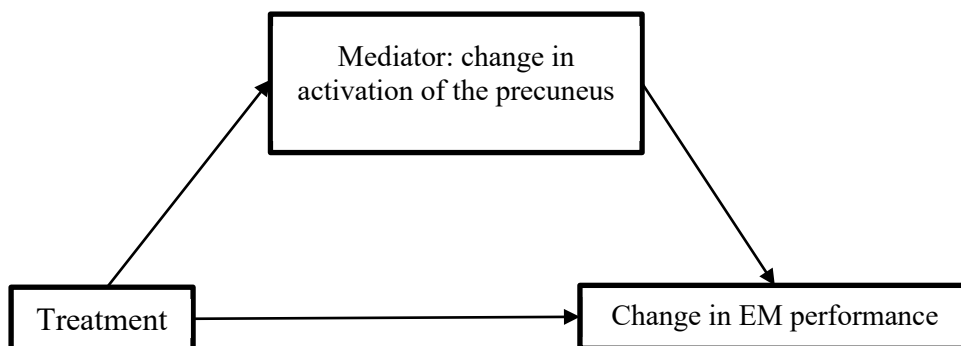 Mediator: change in
activation of the precuneus
Treatment
Change in EM performance